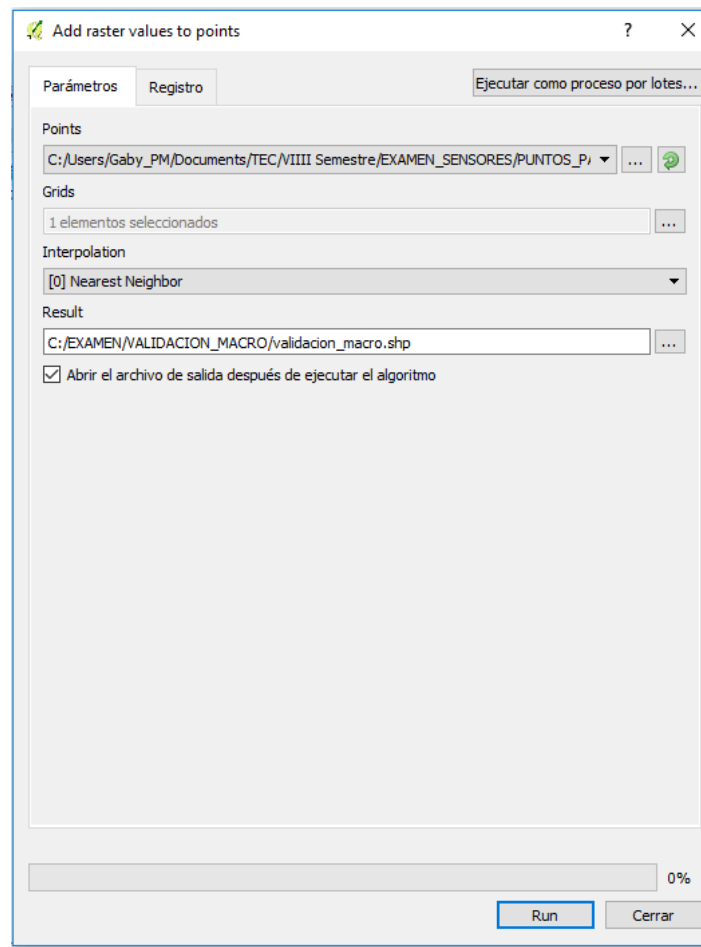 Add raster values to points
?
Parámetros Registro Ejecutar como proceso por lotes...
Points
C:/Users/Gaby_PM/Documents/TEC/VIIII Semestre/EXAMEN_SENSORES/PUNTOS_P/ ...
Grids
1 elementos seleccionados ...
Interpolation
[0] Nearest Neighbor
Result
C:/EXAMEN/VALIDACION_MACRO/validacion_macro.shp ...
Abrir el archivo de salida después de ejecutar el algoritmo
0%
Run Cerrar